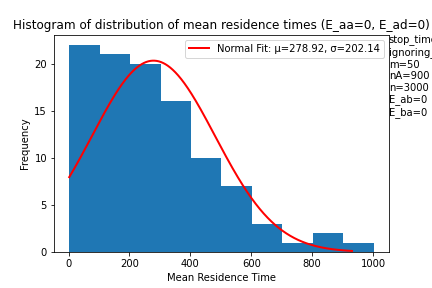 Histogram of distribution of mean residence times (E_aa=0, E_ad=0)
stop_time
ignoring_
m=50
nA=900
n=3000
E_ab=0
E_ba=0
Normal Fit: μ=278.92, σ=202.14
Frequency
20
15
10
5
0
0 200 400 600 800 1000
Mean Residence Time